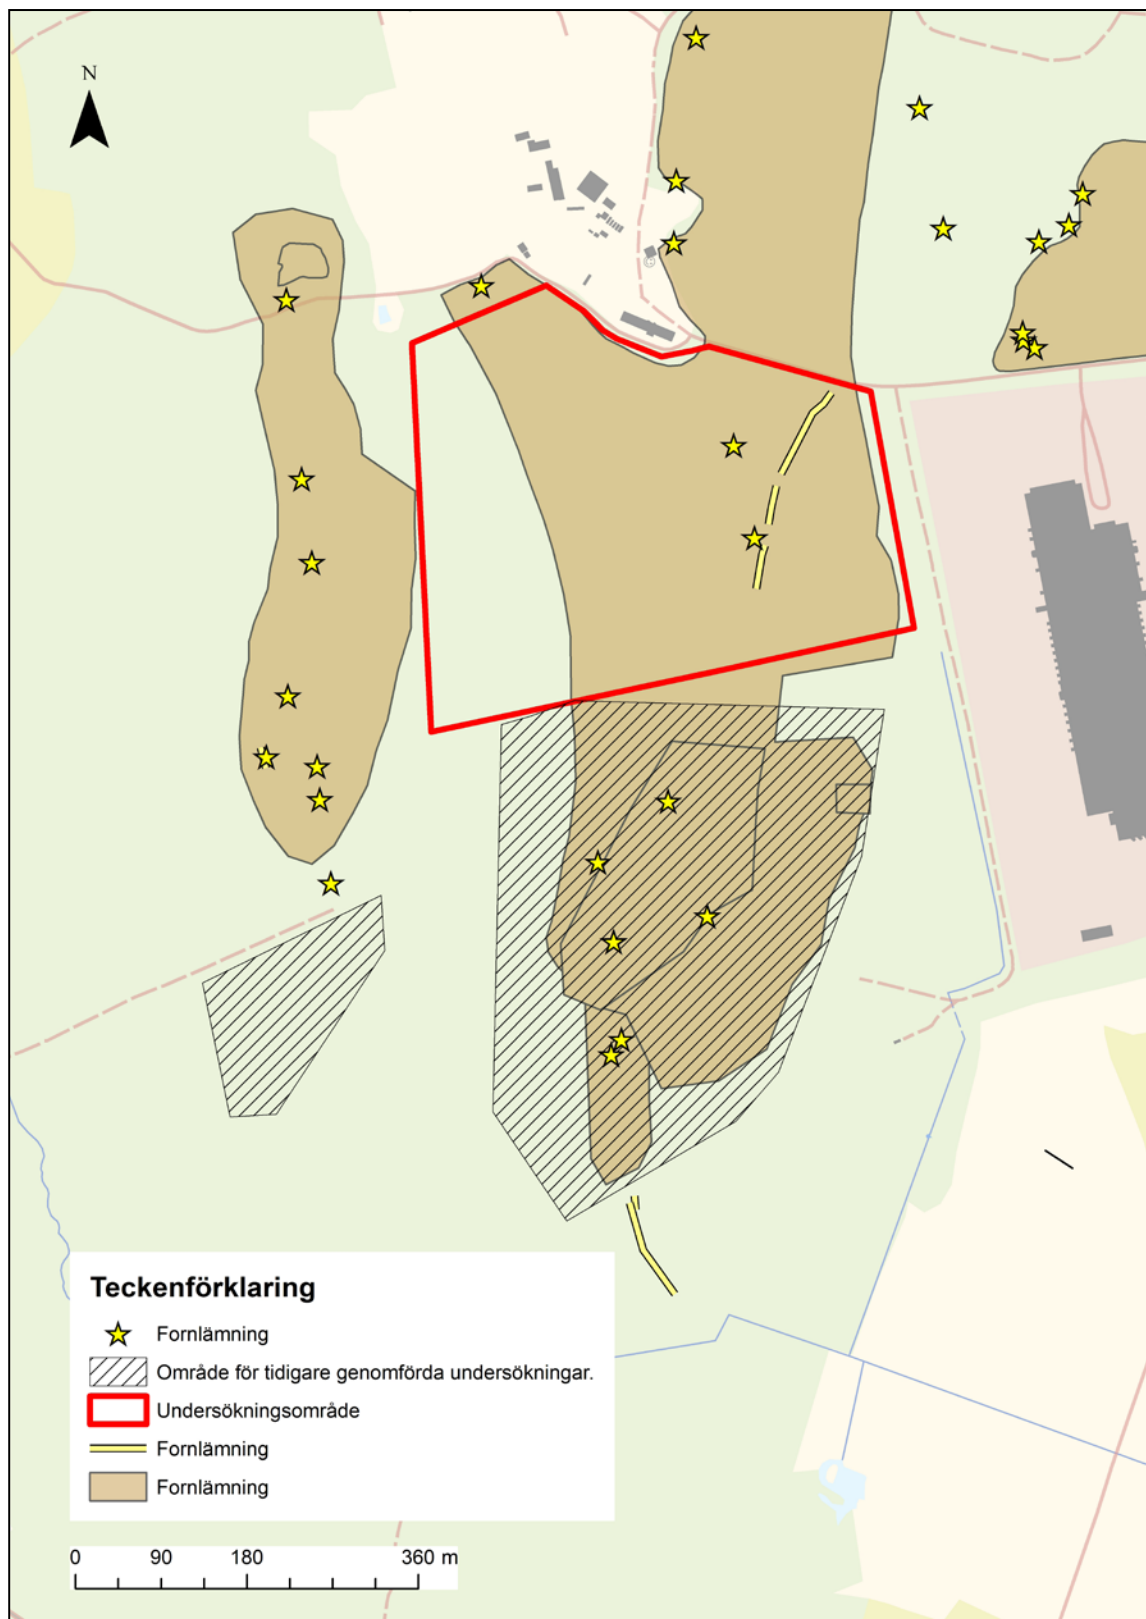 N
Teckenförklaring
Fornlämning
Område för tidigare genomförda undersökningar.
Undersökningsområde
Fornlämning
Fornlämning
0 90 180 360 m